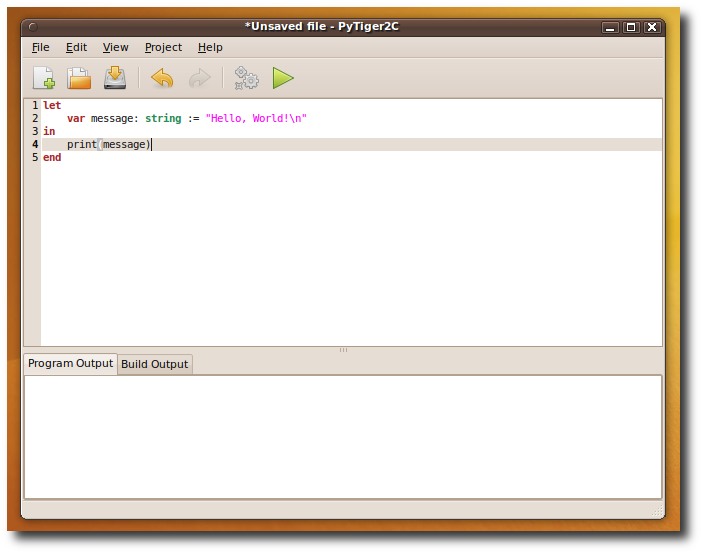 *Unsaved file - PyTiger2C
File Edit View Project Help
1 let
2     var message: string := "Hello, World!\n"
3 in
4     print(message)
5 end
Program Output Build Output